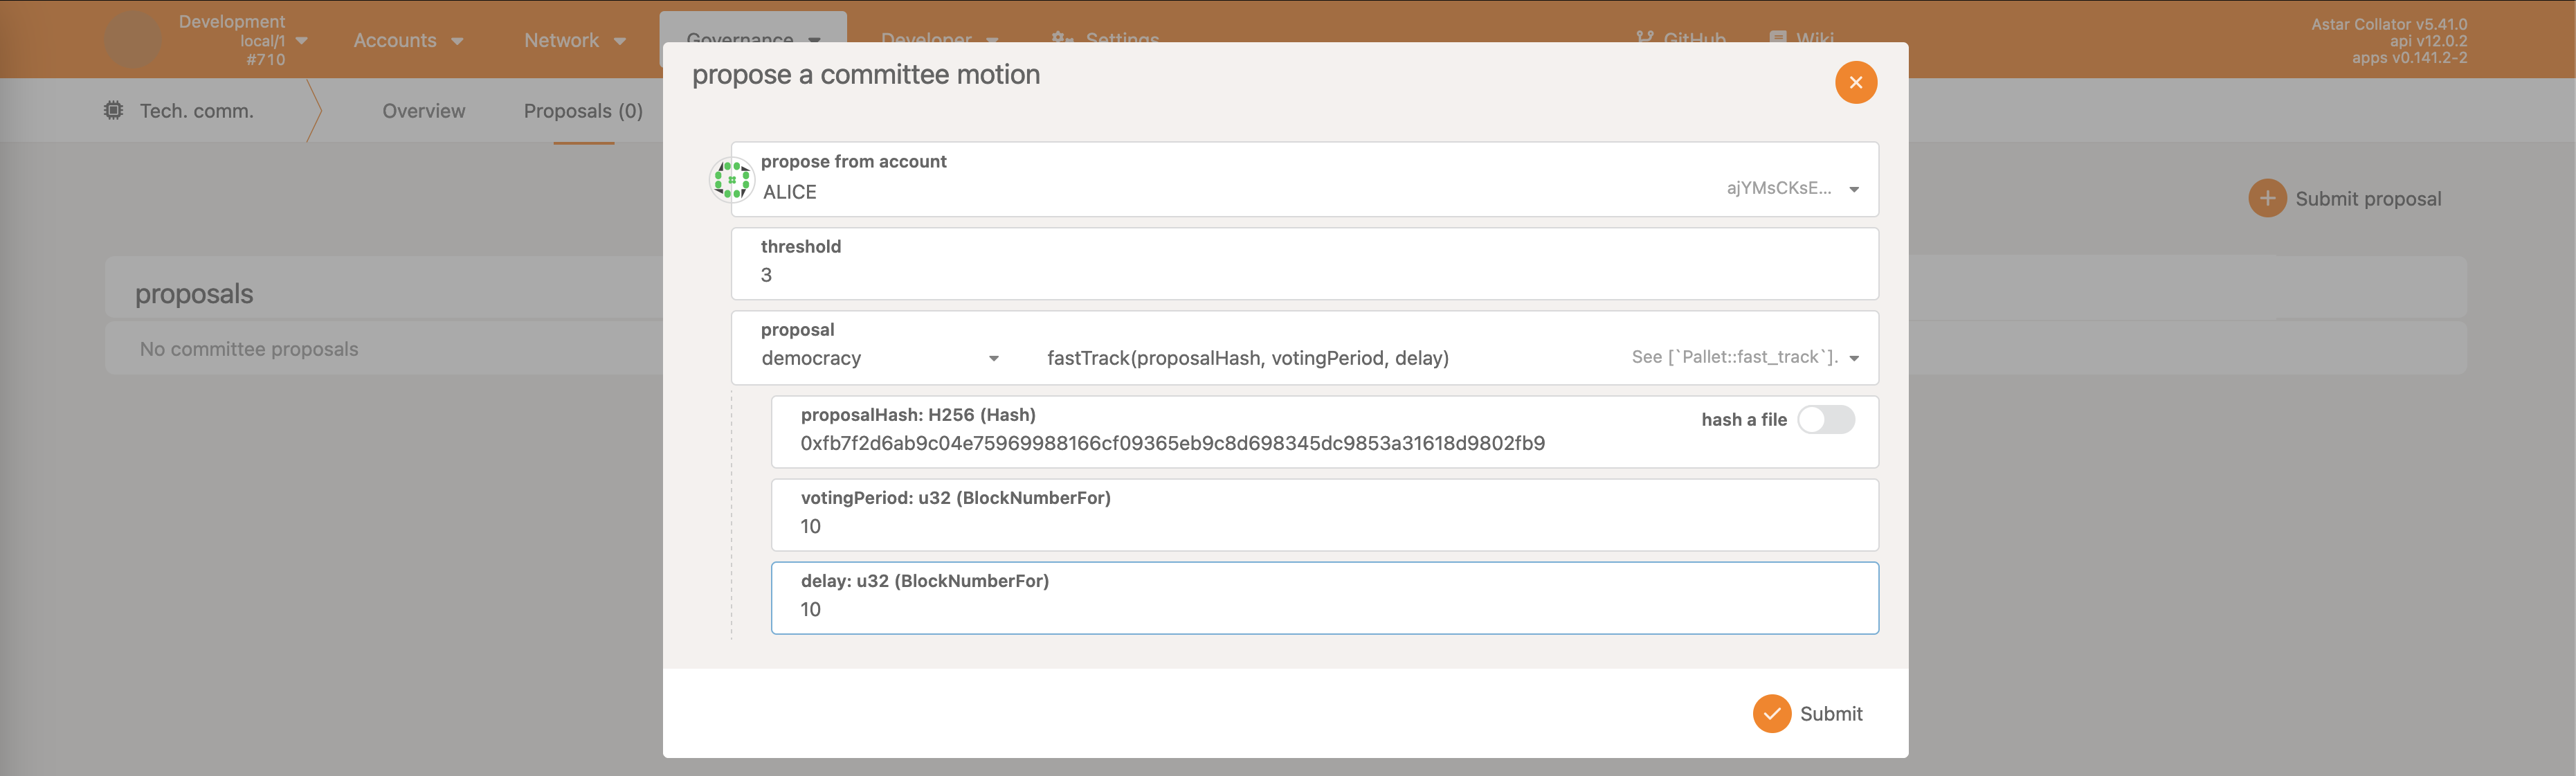 Development
local/1
#710
Accounts
Network
Governance
Developer
Settings
GitHub
Wiki
Astar Collator v5.41.0
api v12.0.2
apps v0.141.2-2
Tech. comm.
Overview
Proposals (0)
Submit proposal
proposals
No committee proposals
propose a committee motion
propose from account
ALICE
ajYMsCKsE...
threshold
3
proposal
democracy
fastTrack(proposalHash, votingPeriod, delay)
See [`Pallet::fast_track`].
proposalHash: H256 (Hash)
hash a file
0xfb7f2d6ab9c04e75969988166cf09365eb9c8d698345dc9853a31618d9802fb9
votingPeriod: u32 (BlockNumberFor)
10
delay: u32 (BlockNumberFor)
10
Submit